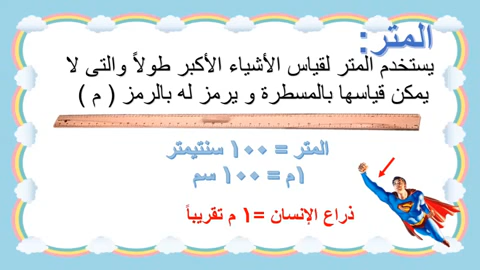 المتر:
يستخدم المتر لقياس الأشياء الأكبر طولاً والتى لا
يمكن قياسها بالمسطرة و يرمز له بالرمز ( م )
المتر = ١٠٠ سنتيمتر
١م = ١٠٠ سم
ذراع الإنسان =١ م تقريباً